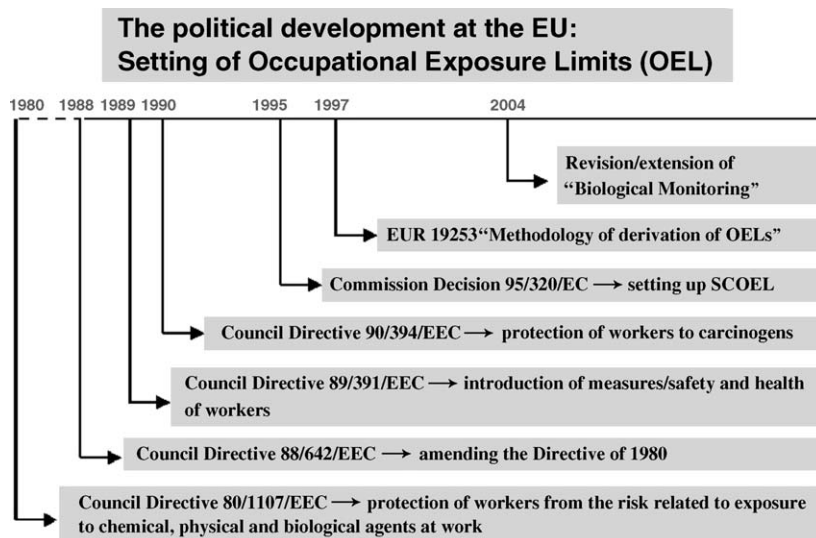 The political development at the EU:
Setting of Occupational Exposure Limits (OEL)
1980 1988 1989 1990 1995 1997 2004
Revision/extension of
“Biological Monitoring”
EUR 19253“Methodology of derivation of OELs”
Commission Decision 95/320/EC → setting up SCOEL
Council Directive 90/394/EEC → protection of workers to carcinogens
Council Directive 89/391/EEC → introduction of measures/safety and health
of workers
Council Directive 88/642/EEC → amending the Directive of 1980
Council Directive 80/1107/EEC → protection of workers from the risk related to exposure
to chemical, physical and biological agents at work